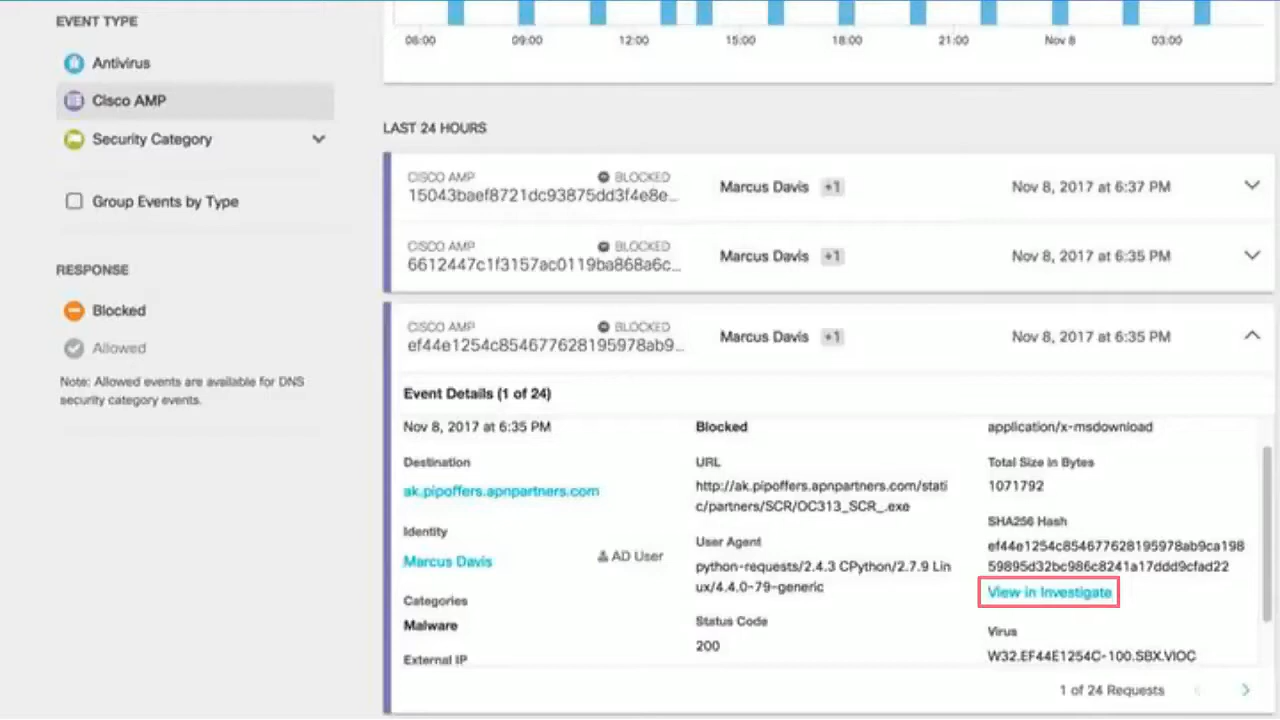 EVENT TYPE
Antivirus
Cisco AMP
Security Category
Group Events by Type
RESPONSE
Blocked
Allowed
Note: Allowed events are available for DNS
security category events.
06:00 09:00 12:00 15:00 18:00 21:00 Nov 8 03:00
LAST 24 HOURS
CISCO AMP BLOCKED
15043baef8721dc93875dd3f4e8e... Marcus Davis +1 Nov 8, 2017 at 6:37 PM
CISCO AMP BLOCKED
6612447c1f3157ac0119ba868a6c... Marcus Davis +1 Nov 8, 2017 at 6:35 PM
CISCO AMP BLOCKED
ef44e1254c854677628195978ab9... Marcus Davis +1 Nov 8, 2017 at 6:35 PM
Event Details (1 of 24)
Nov 8, 2017 at 6:35 PM
Destination
ak.pipoffers.apnpartners.com
Identity
Marcus Davis AD User
Categories
Malware
External IP
Blocked
URL
http://ak.pipoffers.apnpartners.com/stati
c/partners/SCR/OC313_SCR_.exe
User Agent
python-requests/2.4.3 CPython/2.7.9 Lin
ux/4.4.0-79-generic
Status Code
200
application/x-msdownload
Total Size in Bytes
1071792
SHA256 Hash
ef44e1254c854677628195978ab9ca198
59895d32bc986c8241a17ddd9cfad22
View in Investigate
Virus
W32.EF44E1254C-100.SBX.VIOC
1 of 24 Requests